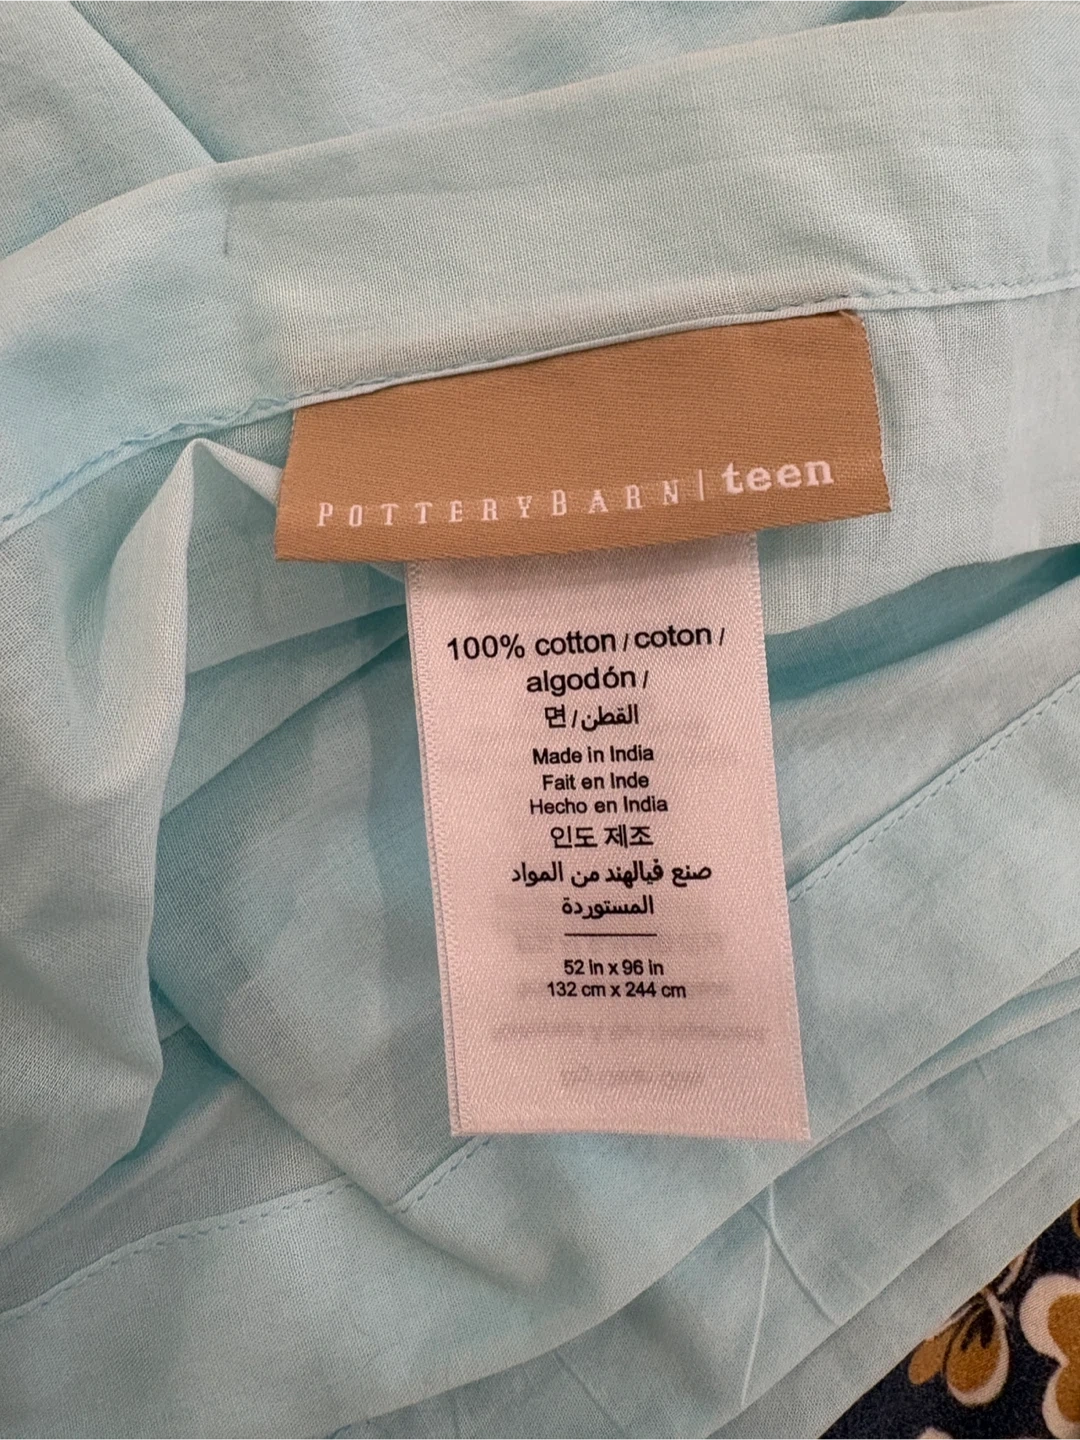 POTTERYBARN | teen
100% cotton / coton /
algodón /
면 / القطن
Made in India
Fait en Inde
Hecho en India
인도 제조
صنع فيالهند من المواد
المستوردة
52 in x 96 in
132 cm x 244 cm